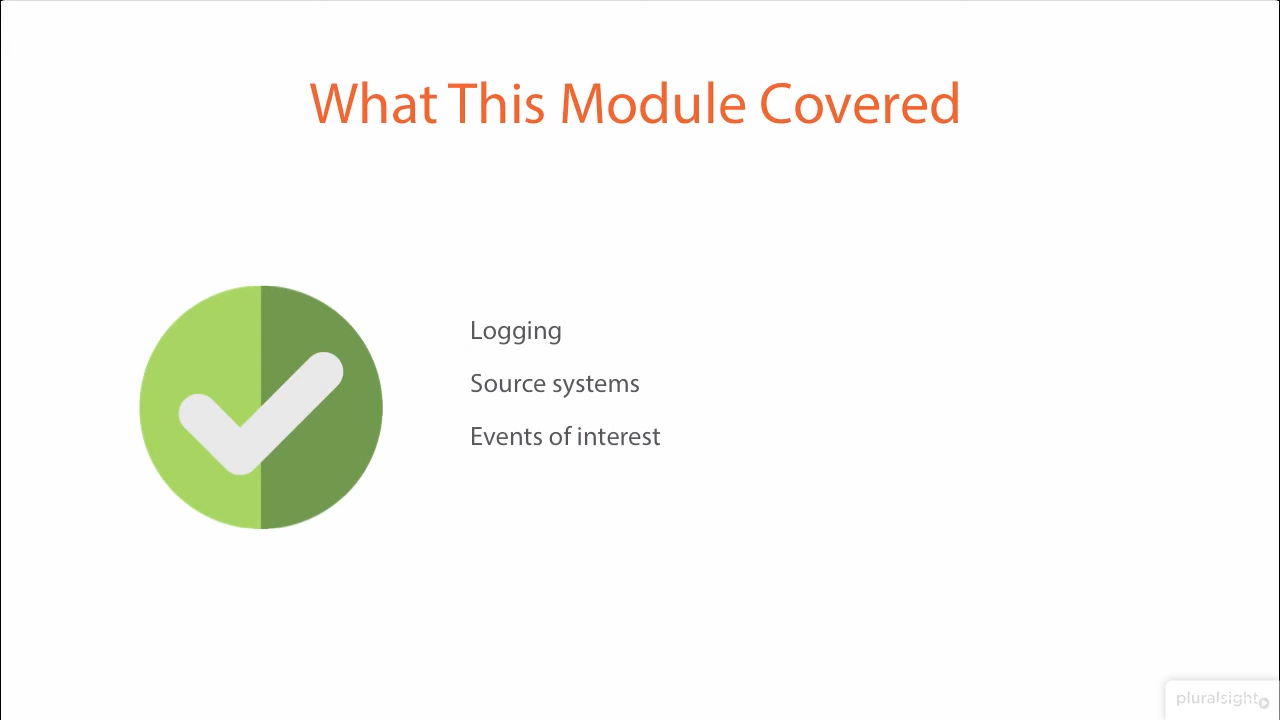 What This Module Covered
Logging
Source systems
Events of interest
pluralsight